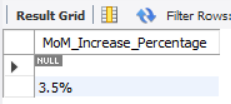 Result Grid Filter Rows:
MoM_Increase_Percentage
NULL
3.5%